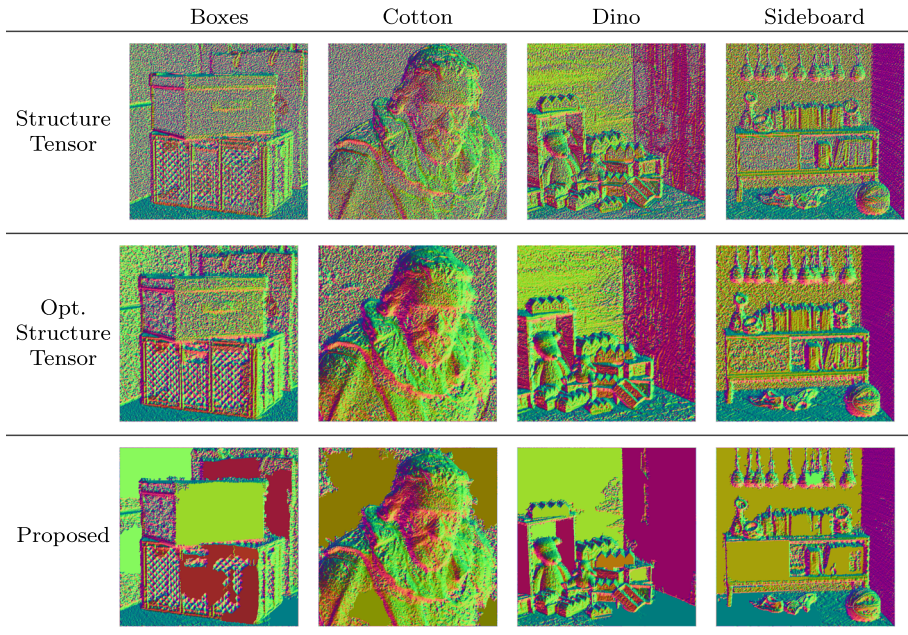 Boxes Cotton Dino Sideboard
Structure
Tensor
Opt.
Structure
Tensor
Proposed